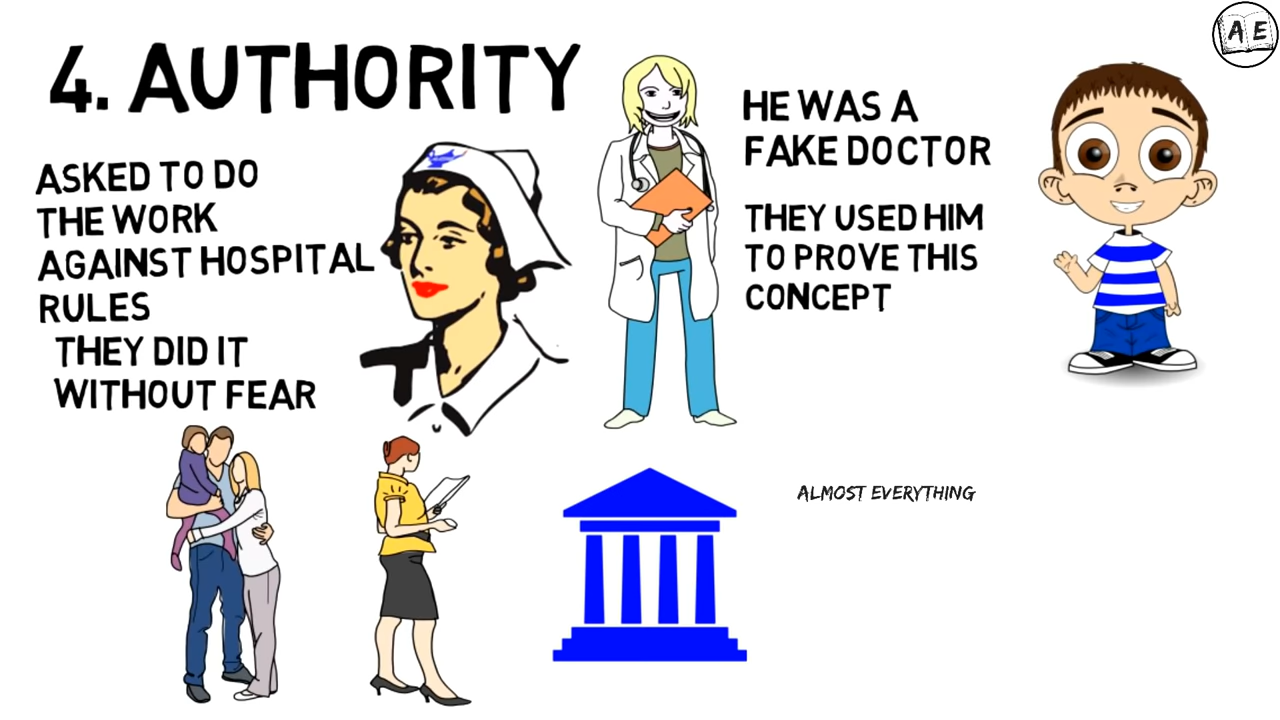 4. AUTHORITY
ASKED TO DO
THE WORK
AGAINST HOSPITAL
RULES
THEY DID IT
WITHOUT FEAR
HE WAS A
FAKE DOCTOR
THEY USED HIM
TO PROVE THIS
CONCEPT
ALMOST EVERYTHING
A E